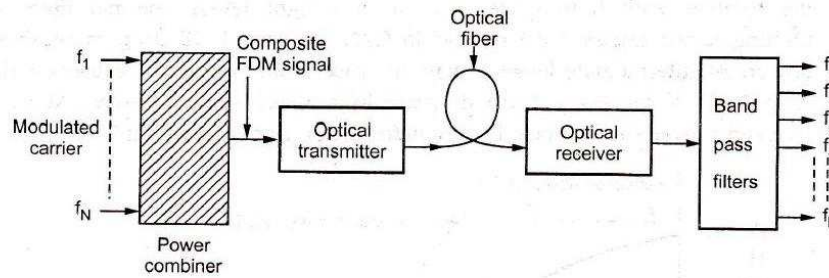 f1
Modulated
carrier
fN
Power
combiner
Composite
FDM signal
Optical
transmitter
Optical
fiber
Optical
receiver
Band
pass
filters
f
f
f
f
f